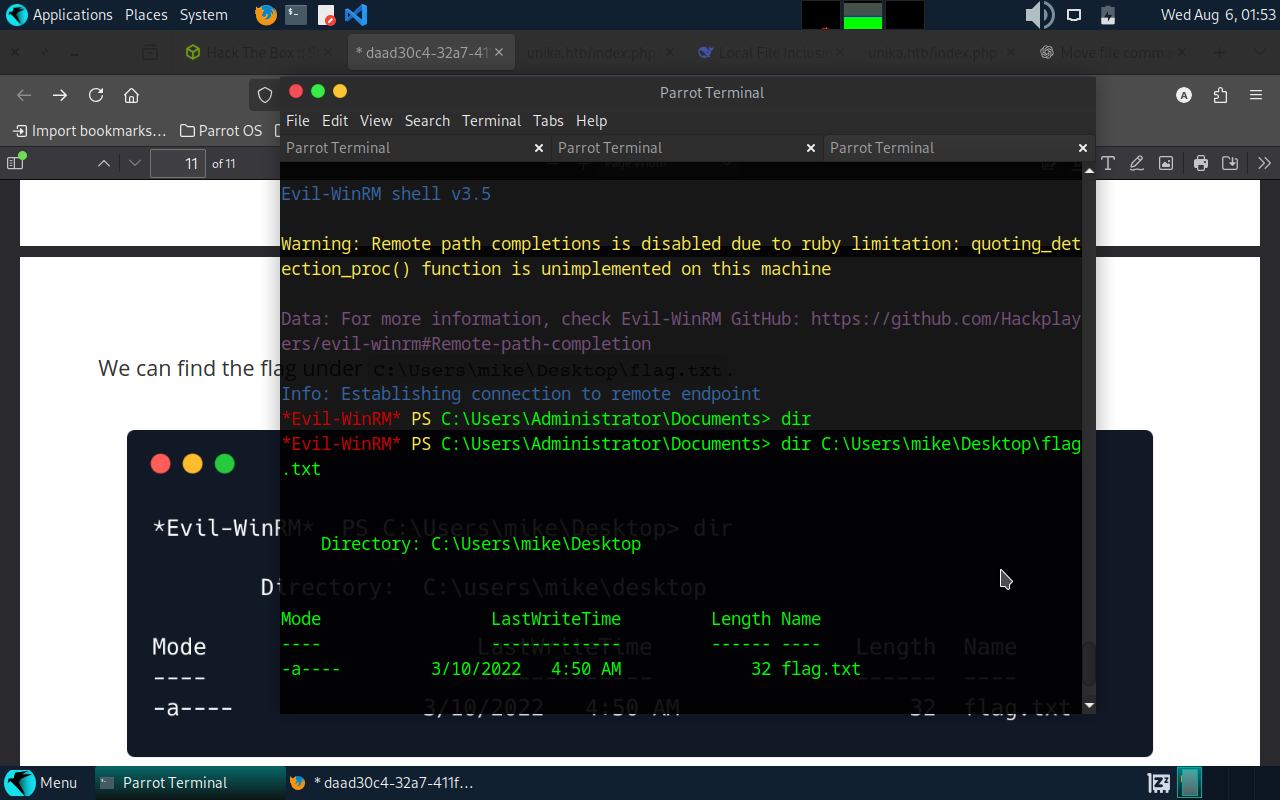 Applications Places System
Wed Aug 6, 01:53
Hack The Box :: S
* daad30c4-32a7-41
unika.htb/index.php
Local File Inclusi
unika.htb/index.php
Move file comma
Import bookmarks...
Parrot OS
11 of 11
Parrot Terminal
File Edit View Search Terminal Tabs Help
Parrot Terminal
Parrot Terminal
Parrot Terminal
Evil-WinRM shell v3.5
Warning: Remote path completions is disabled due to ruby limitation: quoting_det
ection_proc() function is unimplemented on this machine
Data: For more information, check Evil-WinRM GitHub: https://github.com/Hackplay
ers/evil-winrm#Remote-path-completion
Info: Establishing connection to remote endpoint
*Evil-WinRM* PS C:\Users\Administrator\Documents> dir
*Evil-WinRM* PS C:\Users\Administrator\Documents> dir C:\Users\mike\Desktop\flag
.txt
Directory: C:\Users\mike\Desktop
Mode LastWriteTime Length Name
---- ------------- ------ ----
-a---- 3/10/2022 4:50 AM 32 flag.txt
We can find the flag under C:\Users\mike\Desktop\flag.txt.
*Evil-WinRM* PS C:\Users\mike\Desktop> dir
Directory: C:\users\mike\desktop
Mode LastWriteTime Length Name
---- ------------- ------ ----
-a---- 3/10/2022 4:50 AM 32 flag.txt
Menu
Parrot Terminal
* daad30c4-32a7-411f...